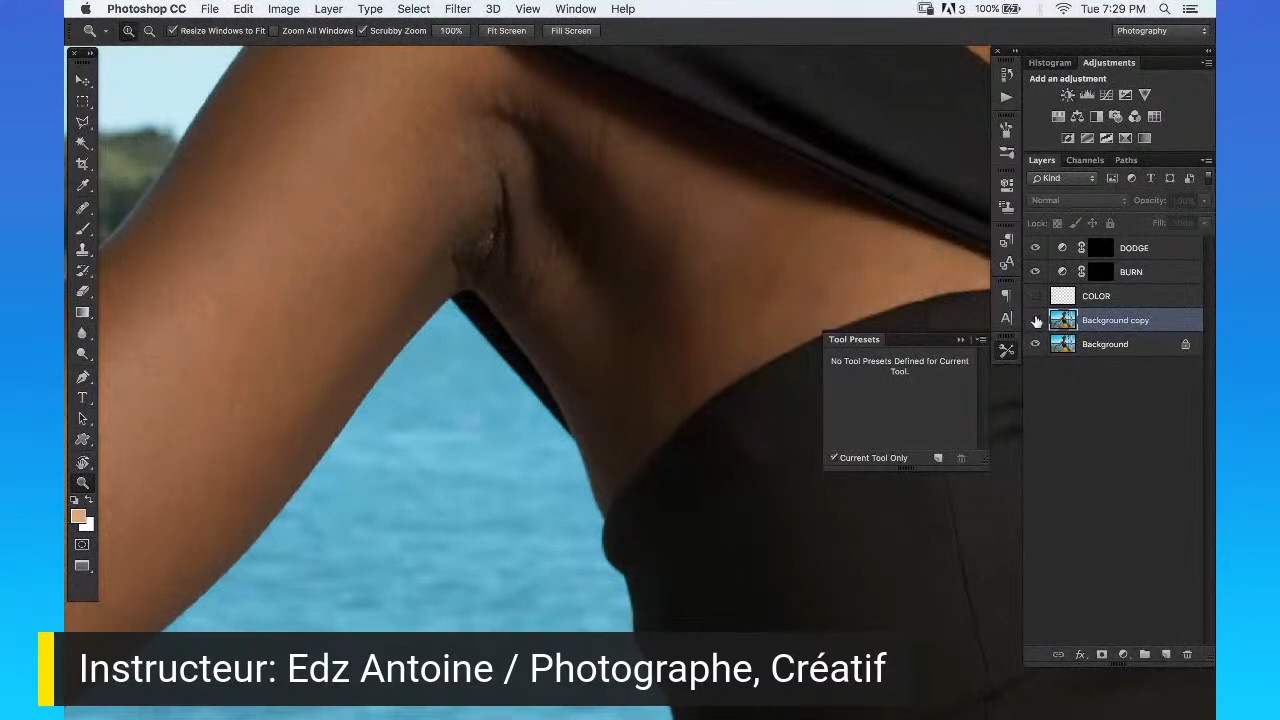 Photoshop CC File Edit Image Layer Type Select Filter 3D View Window Help 3 100% Tue 7:29 PM
Resize Windows to Fit Zoom All Windows Scrubby Zoom 100% Fit Screen Fill Screen Photography
Histogram Adjustments
Add an adjustment
Layers Channels Paths
Kind
Normal Opacity: 100%
Lock: Fill:
DODGE
BURN
COLOR
Background copy
Background
Tool Presets
No Tool Presets Defined for Current
Tool.
Current Tool Only
Instructeur: Edz Antoine / Photographe, Créatif